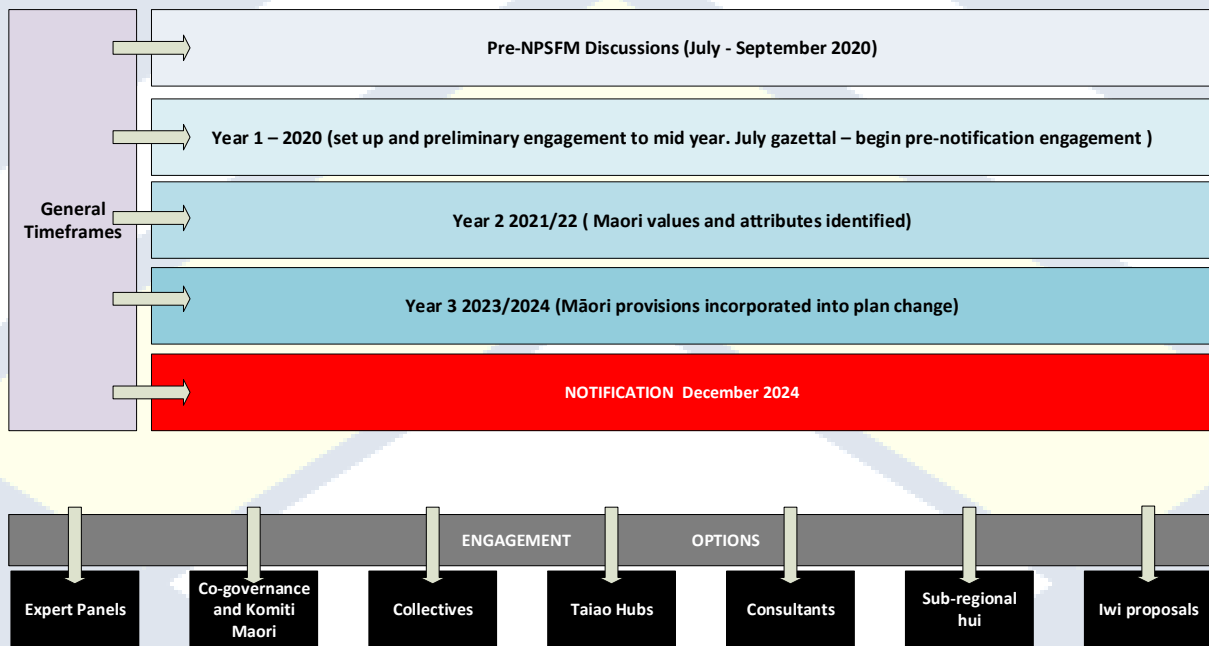 General
Timeframes
Pre-NPSFM Discussions (July - September 2020)
Year 1 – 2020 (set up and preliminary engagement to mid year. July gazettal – begin pre-notification engagement )
Year 2 2021/22 ( Maori values and attributes identified)
Year 3 2023/2024 (Māori provisions incorporated into plan change)
NOTIFICATION December 2024
ENGAGEMENT OPTIONS
Expert Panels
Co-governance
and Komiti
Maori
Collectives
Taiao Hubs
Consultants
Sub-regional
hui
Iwi proposals